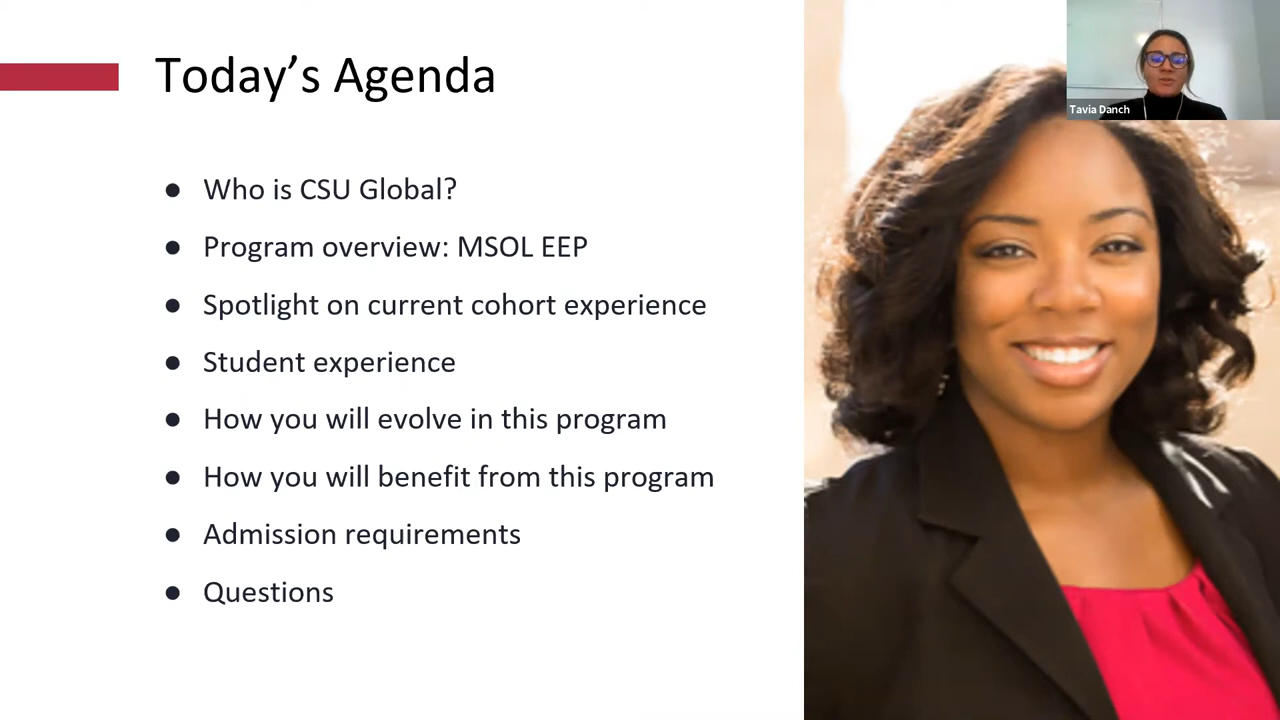 Today’s Agenda
● Who is CSU Global?
● Program overview: MSOL EEP
● Spotlight on current cohort experience
● Student experience
● How you will evolve in this program
● How you will benefit from this program
● Admission requirements
● Questions
Tavia Danch